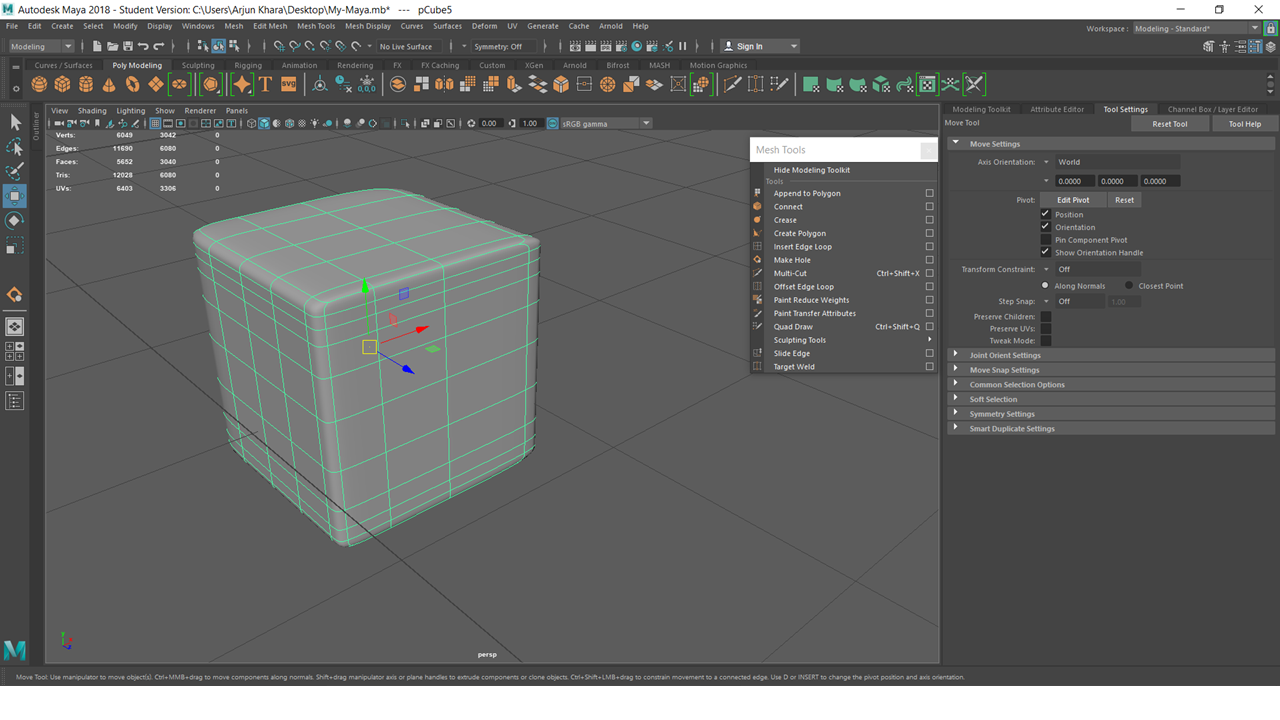 Autodesk Maya 2018 - Student Version: C:\Users\Arjun Khara\Desktop\My-Maya.mb*   ---   pCube5
File Edit Create Select Modify Display Windows Mesh Edit Mesh Mesh Tools Mesh Display Curves Surfaces Deform UV Generate Cache Arnold Help
Workspace : Modeling - Standard*
Modeling No Live Surface Symmetry: Off Sign In
Curves / Surfaces Poly Modeling Sculpting Rigging Animation Rendering FX FX Caching Custom XGen Arnold Bifrost MASH Motion Graphics
SVG 0,0,0
Outliner
View Shading Lighting Show Renderer Panels
0.00 1.00 sRGB gamma
Verts: 6049 3042 0
Edges: 11690 6080 0
Faces: 5652 3040 0
Tris: 12028 6080 0
UVs: 6403 3306 0
persp
Mesh Tools
Hide Modeling Toolkit
Tools
Append to Polygon
Connect
Crease
Create Polygon
Insert Edge Loop
Make Hole
Multi-Cut Ctrl+Shift+X
Offset Edge Loop
Paint Reduce Weights
Paint Transfer Attributes
Quad Draw Ctrl+Shift+Q
Sculpting Tools
Slide Edge
Target Weld
Modeling Toolkit Attribute Editor Tool Settings Channel Box / Layer Editor
Move Tool Reset Tool Tool Help
Move Settings
Axis Orientation: World
0.0000 0.0000 0.0000
Pivot: Edit Pivot Reset
Position
Orientation
Pin Component Pivot
Show Orientation Handle
Transform Constraint: Off
Along Normals Closest Point
Step Snap: Off 1.00
Preserve Children:
Preserve UVs:
Tweak Mode:
Joint Orient Settings
Move Snap Settings
Common Selection Options
Soft Selection
Symmetry Settings
Smart Duplicate Settings
Move Tool: Use manipulator to move object(s). Ctrl+MMB+drag to move components along normals. Shift+drag manipulator axis or plane handles to extrude components or clone objects. Ctrl+Shift+LMB+drag to constrain movement to a connected edge. Use D or INSERT to change the pivot position and axis orientation.